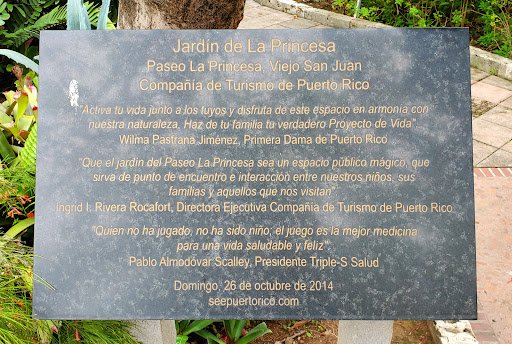 Jardín de La Princesa
Paseo La Princesa, Viejo San Juan
Compañía de Turismo de Puerto Rico
"Activa tu vida junto a los tuyos y disfruta de este espacio en armonía con
nuestra naturaleza. Haz de tu familia tu verdadero Proyecto de Vida".
Wilma Pastrana Jiménez, Primera Dama de Puerto Rico
"Que el jardín del Paseo La Princesa sea un espacio público mágico, que
sirva de punto de encuentro e interacción entre nuestros niños, sus
familias y aquellos que nos visitan"
Ingrid I. Rivera Rocafort, Directora Ejecutiva Compañía de Turismo de Puerto Rico
"Quien no ha jugado, no ha sido niño; el juego es la mejor medicina
para una vida saludable y feliz".
Pablo Almodóvar Scalley, Presidente Triple-S Salud
Domingo, 26 de octubre de 2014
seepuertorico.com